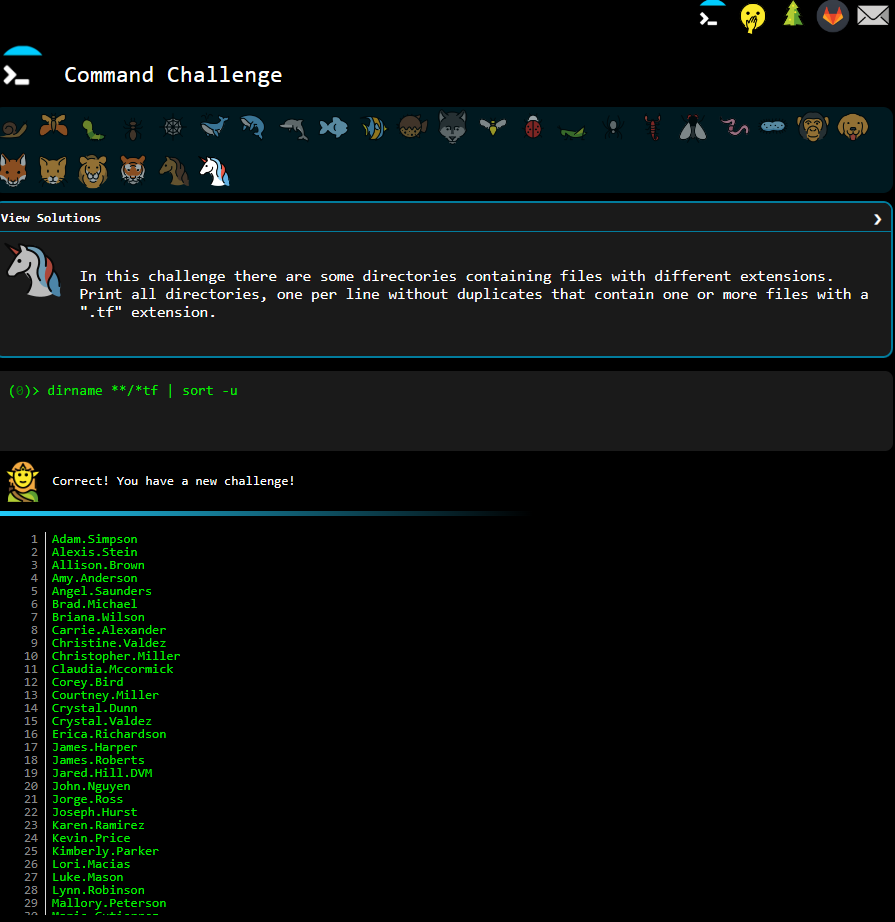 Command Challenge
View Solutions
In this challenge there are some directories containing files with different extensions.
Print all directories, one per line without duplicates that contain one or more files with a
".tf" extension.
(0)> dirname **/*tf | sort -u
Correct! You have a new challenge!
1 Adam.Simpson
2 Alexis.Stein
3 Allison.Brown
4 Amy.Anderson
5 Angel.Saunders
6 Brad.Michael
7 Briana.Wilson
8 Carrie.Alexander
9 Christine.Valdez
10 Christopher.Miller
11 Claudia.Mccormick
12 Corey.Bird
13 Courtney.Miller
14 Crystal.Dunn
15 Crystal.Valdez
16 Erica.Richardson
17 James.Harper
18 James.Roberts
19 Jared.Hill.DVM
20 John.Nguyen
21 Jorge.Ross
22 Joseph.Hurst
23 Karen.Ramirez
24 Kevin.Price
25 Kimberly.Parker
26 Lori.Macias
27 Luke.Mason
28 Lynn.Robinson
29 Mallory.Peterson